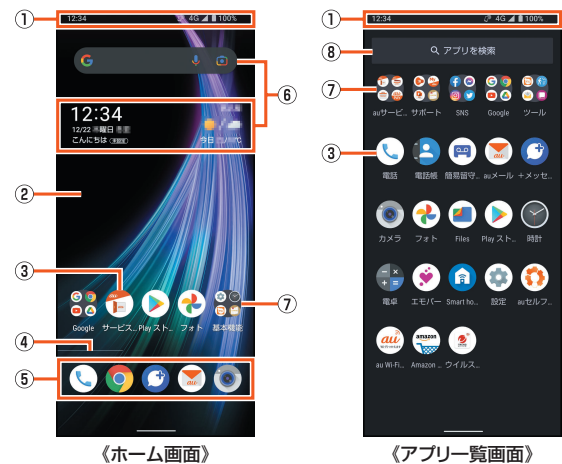 ① 12:34 4G 100%
G
⑥
12:34
12/22 曜日
こんにちは
今日 ℃
②
③
Google サービス... Play スト... フォト 基本機能
⑦
④
⑤
《ホーム画面》
① 12:34 4G 100%
⑧ アプリを検索
⑦
auサービ... サポート SNS Google ツール
③
電話 電話帳 簡易留守... auメール +メッセ...
カメラ フォト Files Play スト... 時計
電卓 エモパー Smart ho... 設定 auセルフ...
au Wi-Fi... Amazon ... ウイルス...
《アプリ一覧画面》